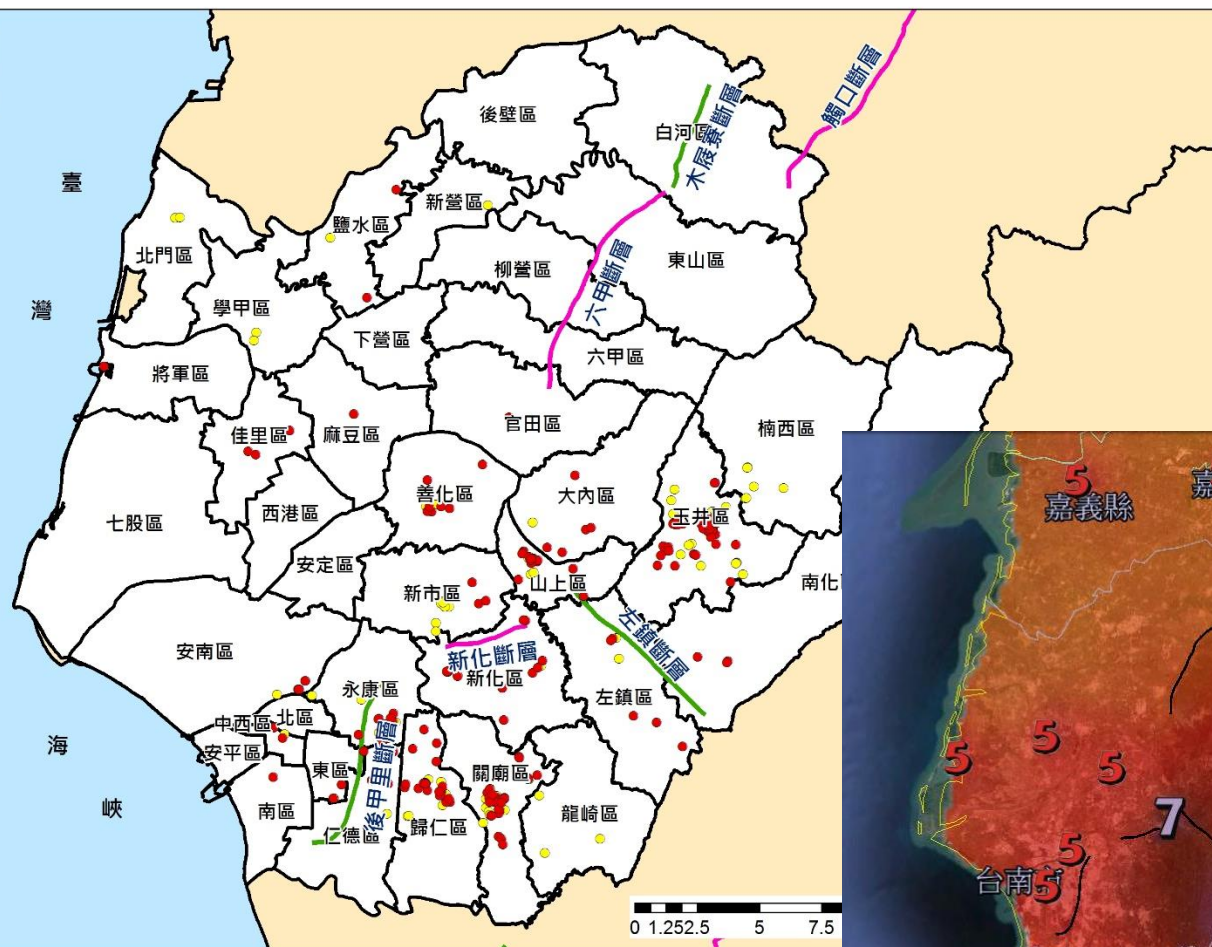 臺
灣
海
峽
後壁區
白河區
木屐寮斷層
觸口斷層
新營區
鹽水區
北門區
柳營區
東山區
學甲區
六甲斷層
下營區
六甲區
將軍區
官田區
楠西區
佳里區
麻豆區
善化區
大內區
玉井區
七股區
西港區
安定區
新市區
山上區
南化
左鎮斷層
安南區
新化斷層
新化區
左鎮區
永康區
北區
中西區
安平區
東區
後甲里斷層
關廟區
南區
仁德區
歸仁區
龍崎區
0 1.25 2.5 5 7.5
5
嘉義縣
嘉
5
5
5
7
5
台南市
5